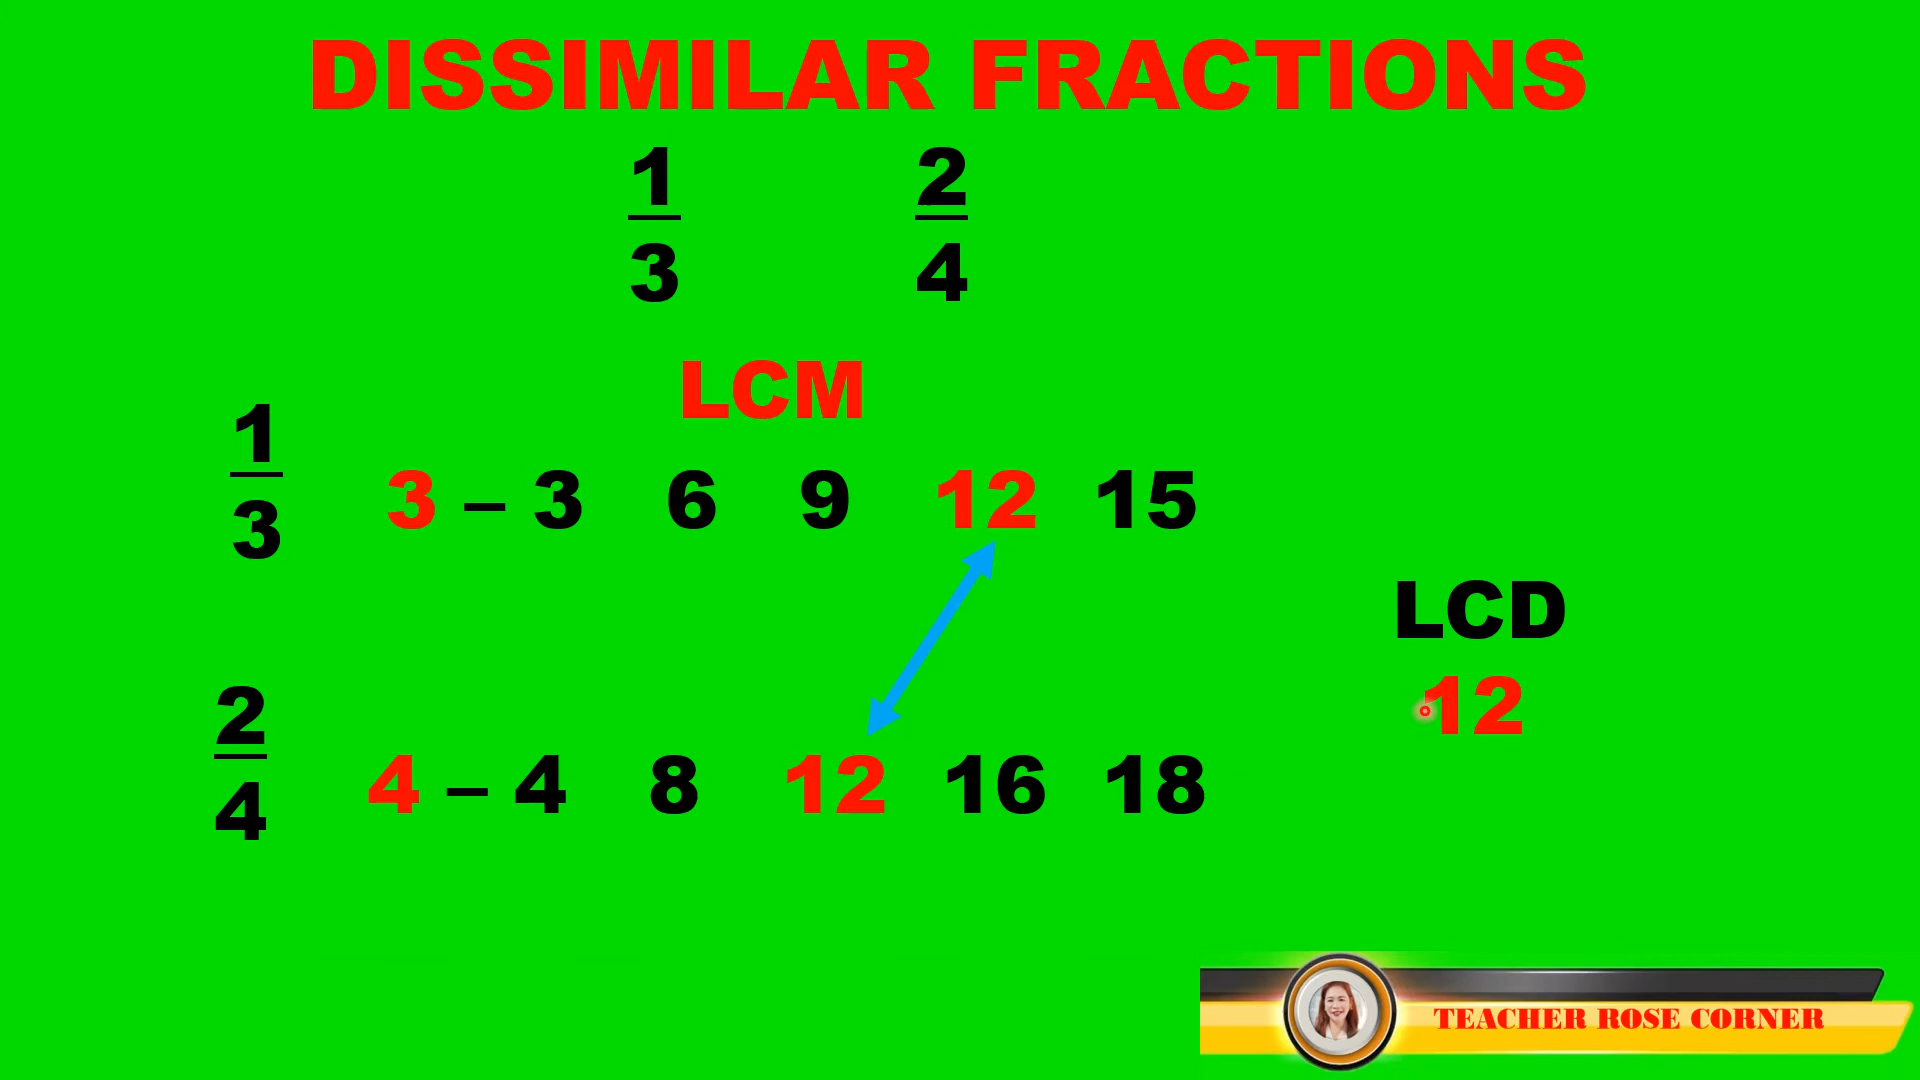 DISSIMILAR FRACTIONS
1/3 2/4
LCM
1/3 3 – 3 6 9 12 15
LCD
12
2/4 4 – 4 8 12 16 18
TEACHER ROSE CORNER